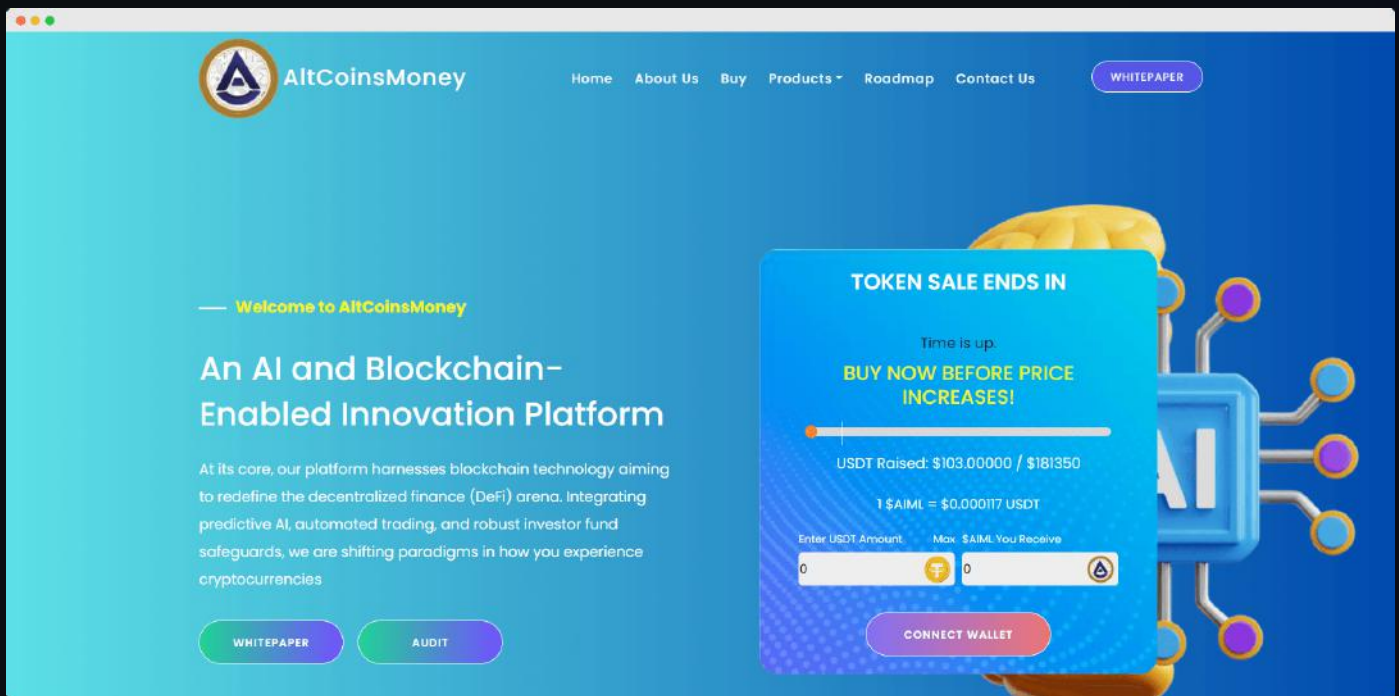 AltCoinsMoney
Home About Us Buy Products Roadmap Contact Us WHITEPAPER
Welcome to AltCoinsMoney
An AI and Blockchain-
Enabled Innovation Platform
At its core, our platform harnesses blockchain technology aiming
to redefine the decentralized finance (DeFi) arena. Integrating
predictive AI, automated trading, and robust investor fund
safeguards, we are shifting paradigms in how you experience
cryptocurrencies
WHITEPAPER AUDIT
TOKEN SALE ENDS IN
Time is up.
BUY NOW BEFORE PRICE
INCREASES!
USDT Raised: $103.00000 / $181350
1 $AIML = $0.000117 USDT
Enter USDT Amount Max $AIML You Receive
0 0
CONNECT WALLET
AI